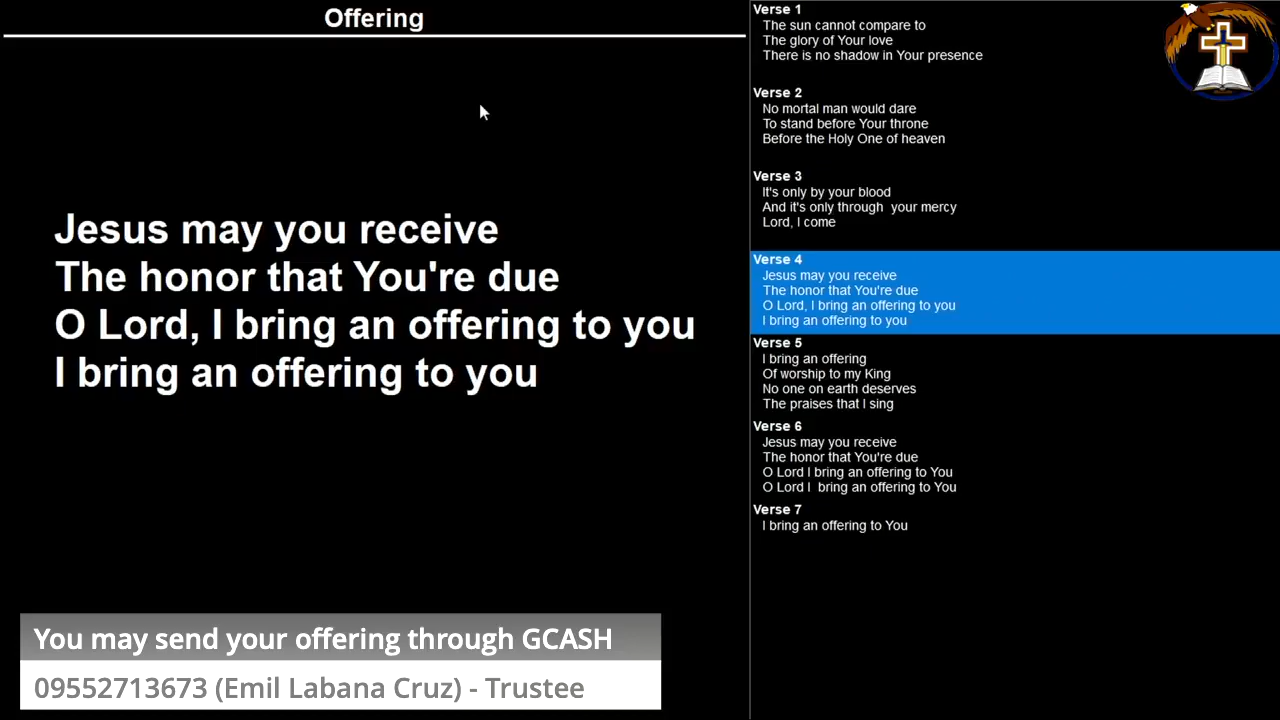 Offering
Jesus may you receive
The honor that You're due
O Lord, I bring an offering to you
I bring an offering to you
You may send your offering through GCASH
09552713673 (Emil Labana Cruz) - Trustee
Verse 1
The sun cannot compare to
The glory of Your love
There is no shadow in Your presence
Verse 2
No mortal man would dare
To stand before Your throne
Before the Holy One of heaven
Verse 3
It's only by your blood
And it's only through  your mercy
Lord, I come
Verse 4
Jesus may you receive
The honor that You're due
O Lord, I bring an offering to you
I bring an offering to you
Verse 5
I bring an offering
Of worship to my King
No one on earth deserves
The praises that I sing
Verse 6
Jesus may you receive
The honor that You're due
O Lord I bring an offering to You
O Lord I  bring an offering to You
Verse 7
I bring an offering to You